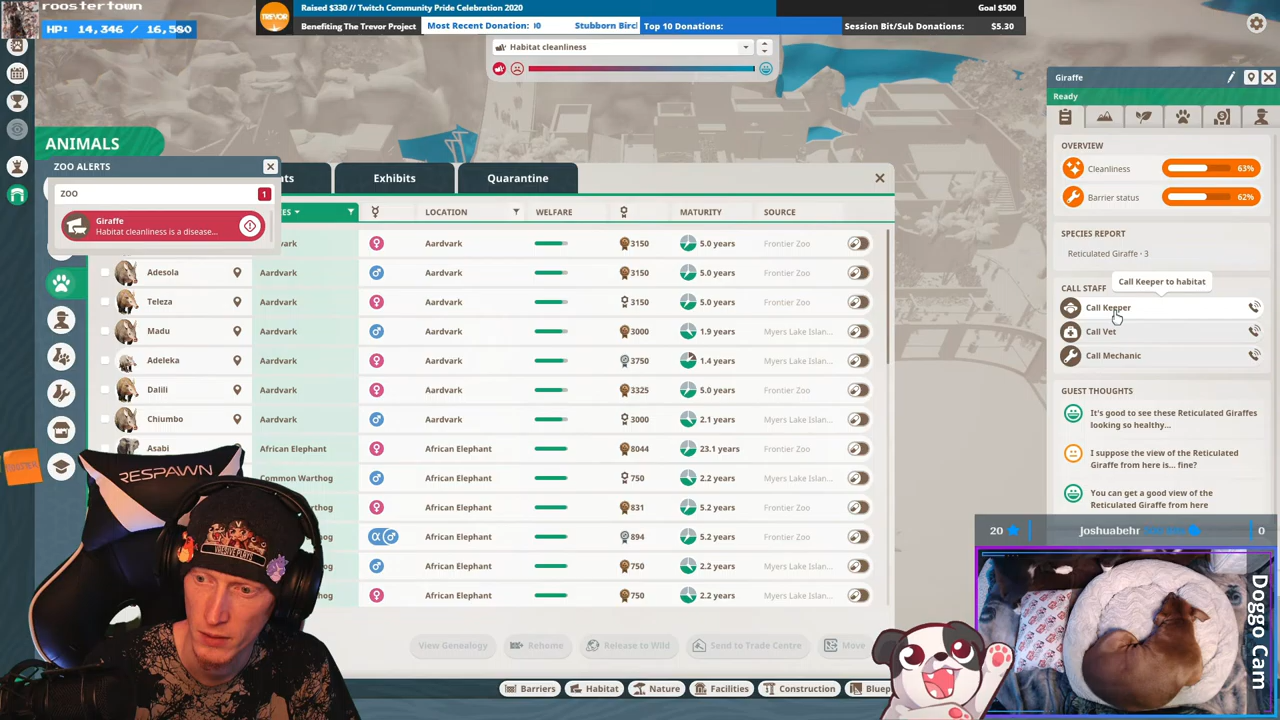 roostertown
HP: 14,346 / 16,580
TREVOR
Raised $330 // Twitch Community Pride Celebration 2020
Goal $500
Benefiting The Trevor Project
Most Recent Donation:
Stubborn Bird
Top 10 Donations:
Session Bit/Sub Donations:
$5.30
Habitat cleanliness
ANIMALS
ZOO ALERTS
ZOO
1
Giraffe
Habitat cleanliness is a disease...
Exhibits
Quarantine
LOCATION
WELFARE
MATURITY
SOURCE
Aardvark 3150 5.0 years Frontier Zoo
Adesola Aardvark Aardvark 3150 5.0 years Frontier Zoo
Teleza Aardvark Aardvark 3150 5.0 years Frontier Zoo
Madu Aardvark Aardvark 3000 1.9 years Myers Lake Islan...
Adeleka Aardvark Aardvark 3750 1.4 years Myers Lake Islan...
Dalili Aardvark Aardvark 3325 5.0 years Frontier Zoo
Chiumbo Aardvark Aardvark 3000 2.1 years Myers Lake Islan...
Asabi African Elephant African Elephant 8044 23.1 years Frontier Zoo
Common Warthog African Elephant 750 2.2 years Myers Lake Islan...
African Elephant 831 5.2 years Frontier Zoo
African Elephant 894 5.2 years Frontier Zoo
African Elephant 750 2.2 years Myers Lake Islan...
African Elephant 750 2.2 years Myers Lake Islan...
View Genealogy
Rehome
Release to Wild
Send to Trade Centre
Move
Barriers
Habitat
Nature
Facilities
Construction
Bluep
Giraffe
Ready
OVERVIEW
Cleanliness 63%
Barrier status 62%
SPECIES REPORT
Reticulated Giraffe · 3
Call Keeper to habitat
CALL STAFF
Call Keeper
Call Vet
Call Mechanic
GUEST THOUGHTS
It's good to see these Reticulated Giraffes
looking so healthy...
I suppose the view of the Reticulated
Giraffe from here is... fine?
You can get a good view of the
Reticulated Giraffe from here
20
Joshuabehr
0
Doggo Cam
RESPAWN